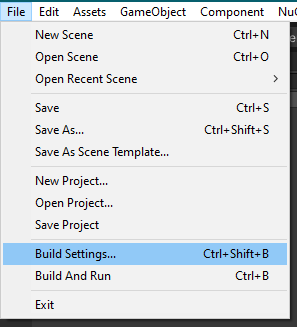 File Edit Assets GameObject Component NuG
New Scene Ctrl+N
Open Scene Ctrl+O
Open Recent Scene >
Save Ctrl+S
Save As... Ctrl+Shift+S
Save As Scene Template...
New Project...
Open Project...
Save Project
Build Settings... Ctrl+Shift+B
Build And Run Ctrl+B
Exit